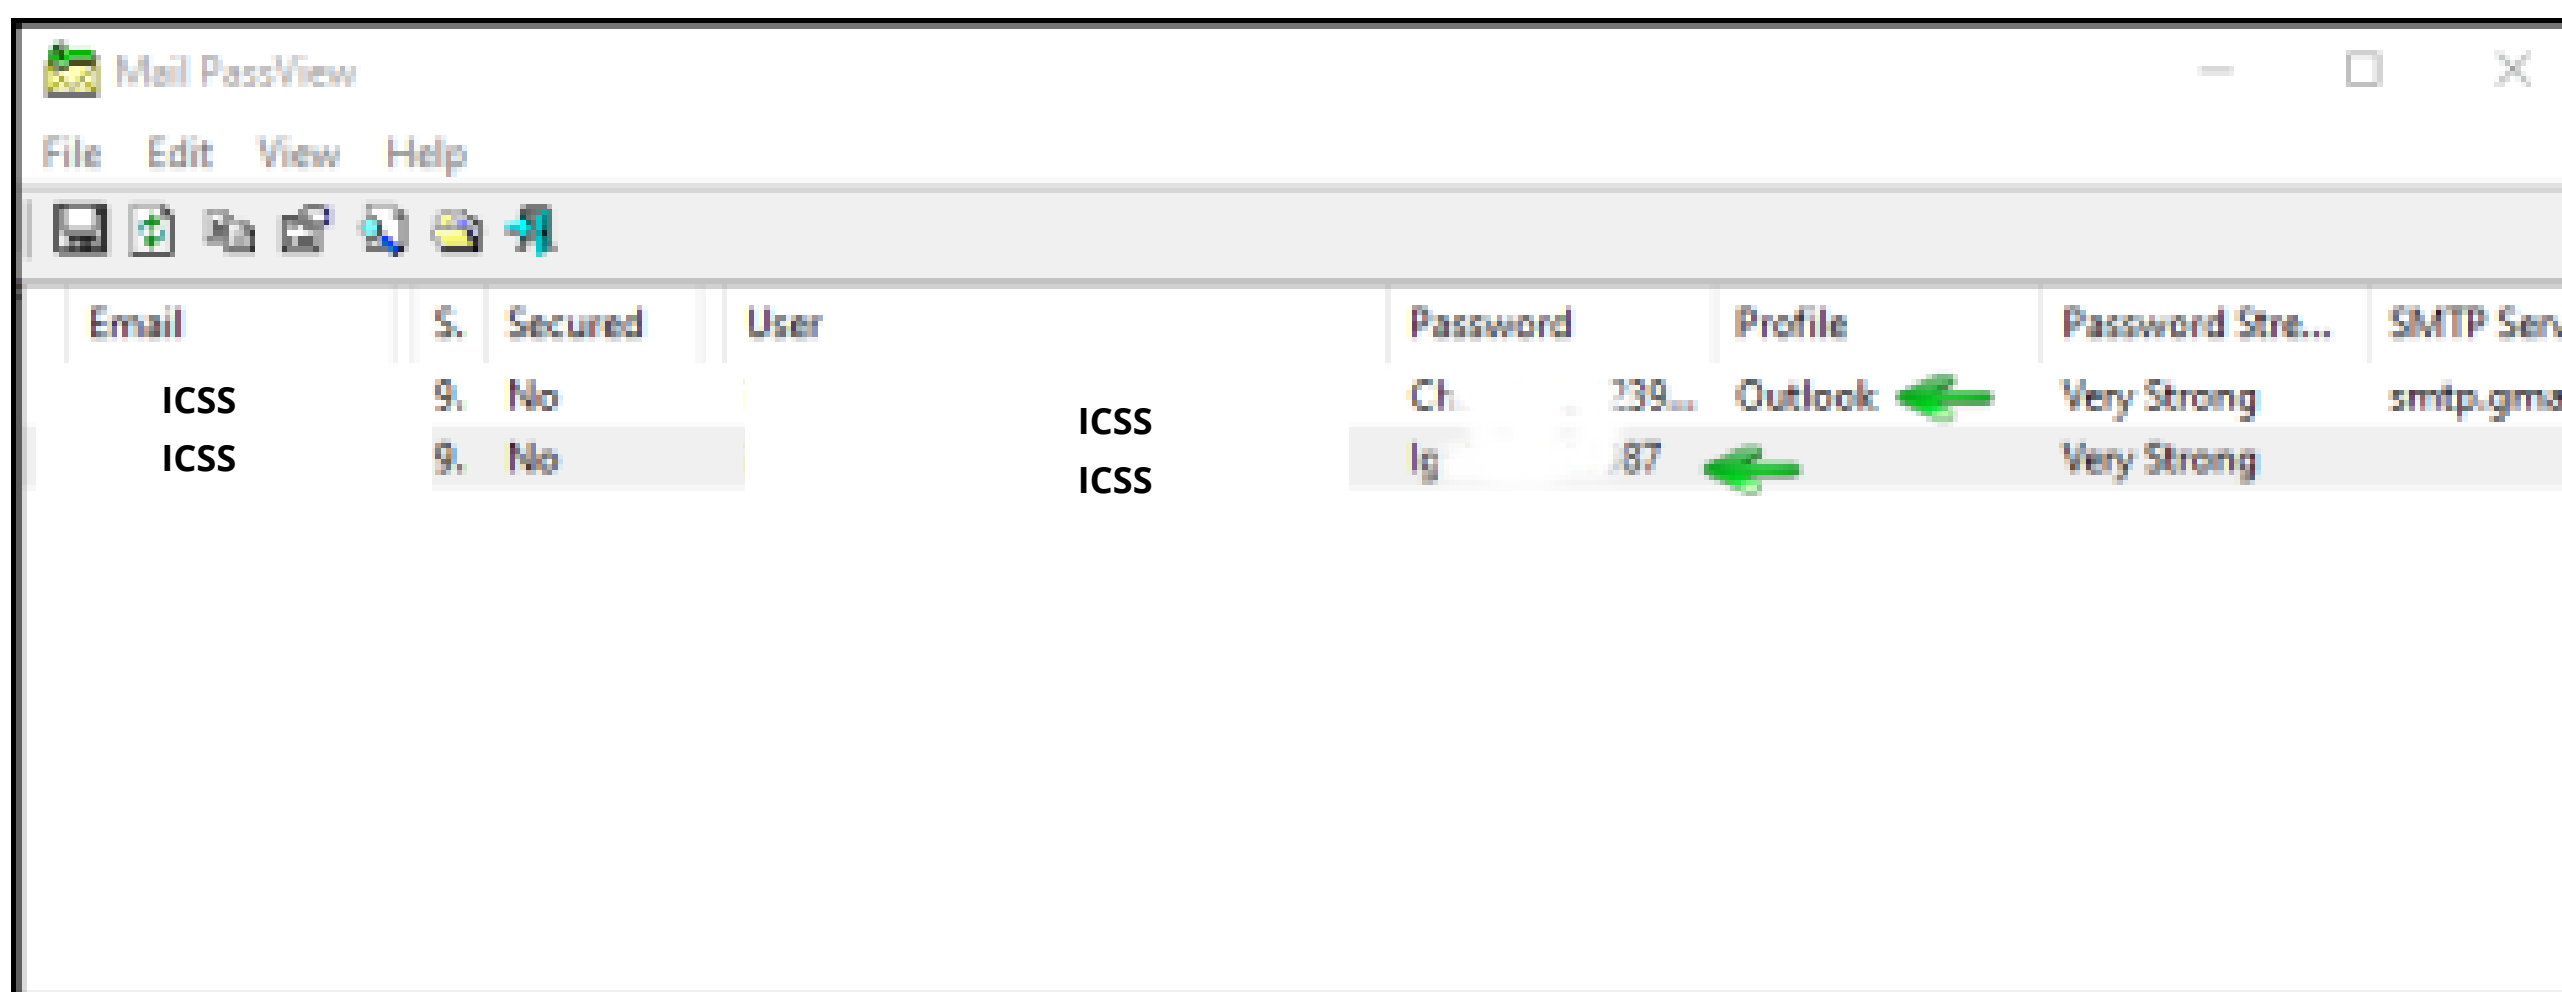 Mail PassView
File Edit View Help
Email S. Secured User Password Profile Password Stre... SMTP Serv
ICSS 9. No ICSS Ch 239... Outlook Very Strong smtp.gma
ICSS 9. No ICSS Ig 87 Very Strong